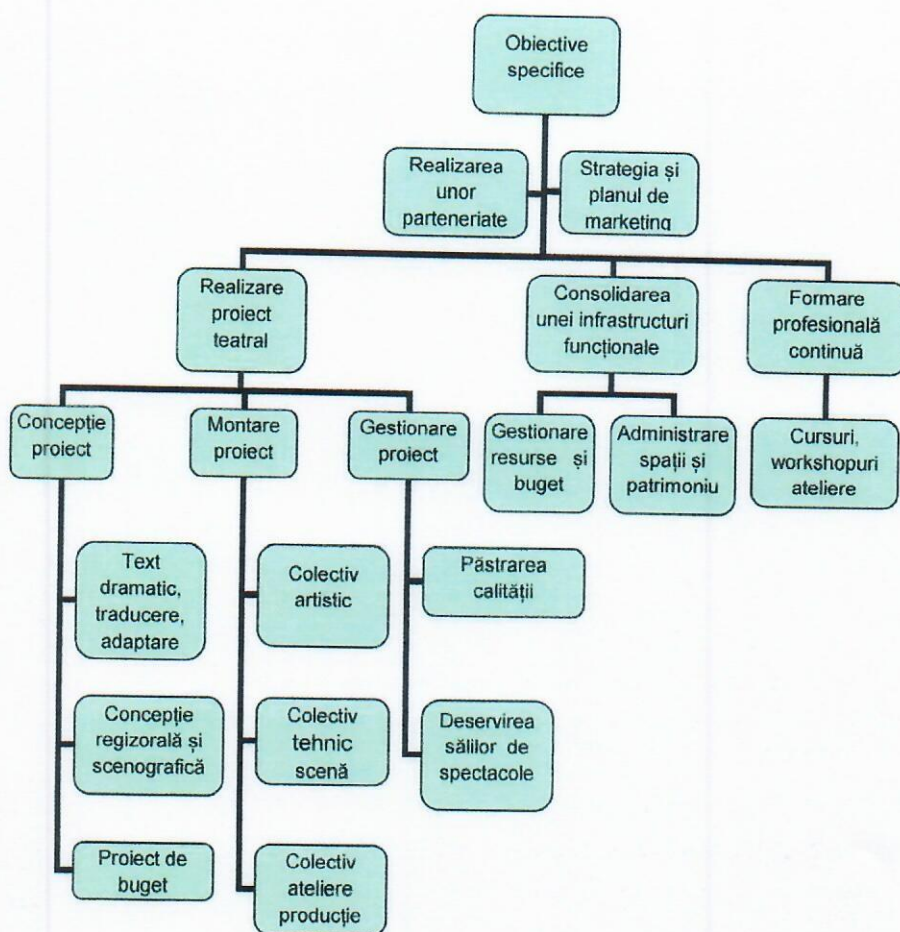 Obiective
specifice
Realizarea
unor
parteneriate
Strategia și
planul de
marketing
Realizare
proiect
teatral
Consolidarea
unei infrastructuri
funcționale
Formare
profesională
continuă
Concepție
proiect
Montare
proiect
Gestionare
proiect
Gestionare
resurse și
buget
Administrare
spații și
patrimoniu
Cursuri,
workshopuri
ateliere
Text
dramatic,
traducere,
adaptare
Colectiv
artistic
Păstrarea
calității
Concepție
regizorală și
scenografică
Colectiv
tehnic
scenă
Deservirea
sălilor de
spectacole
Proiect de
buget
Colectiv
ateliere
producție